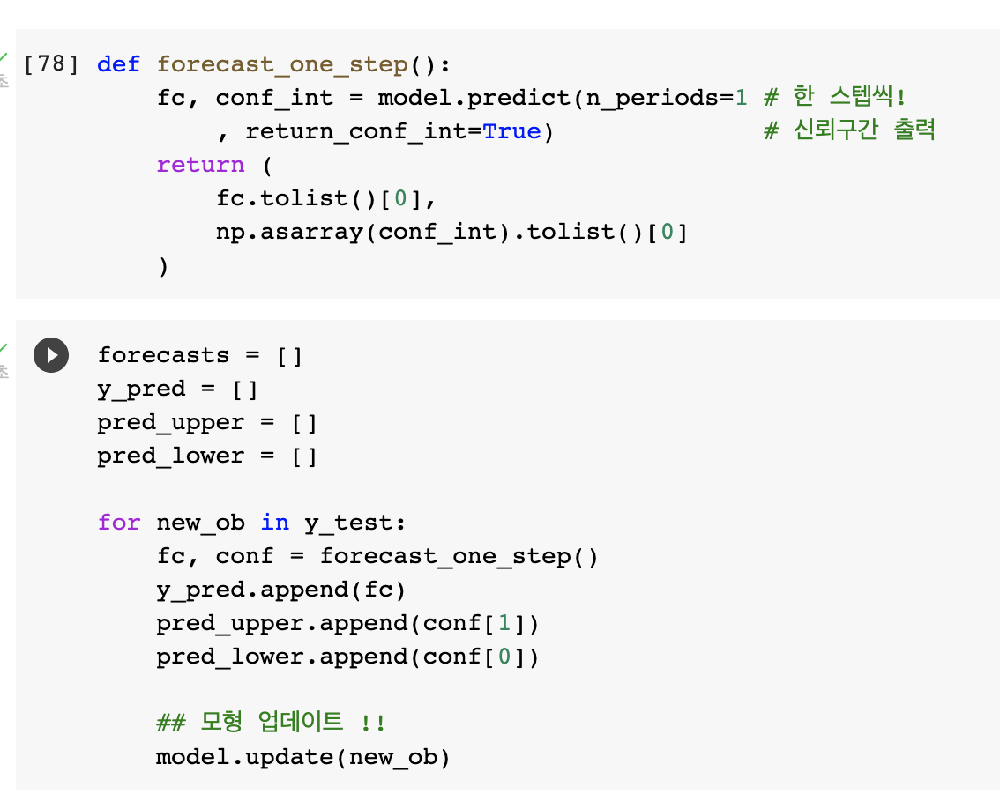 [78] def forecast_one_step():
    fc, conf_int = model.predict(n_periods=1 # 한 스텝씩!
        , return_conf_int=True)              # 신뢰구간 출력
    return (
        fc.tolist()[0],
        np.asarray(conf_int).tolist()[0]
    )
forecasts = []
y_pred = []
pred_upper = []
pred_lower = []
for new_ob in y_test:
    fc, conf = forecast_one_step()
    y_pred.append(fc)
    pred_upper.append(conf[1])
    pred_lower.append(conf[0])
    ## 모형 업데이트 !!
    model.update(new_ob)